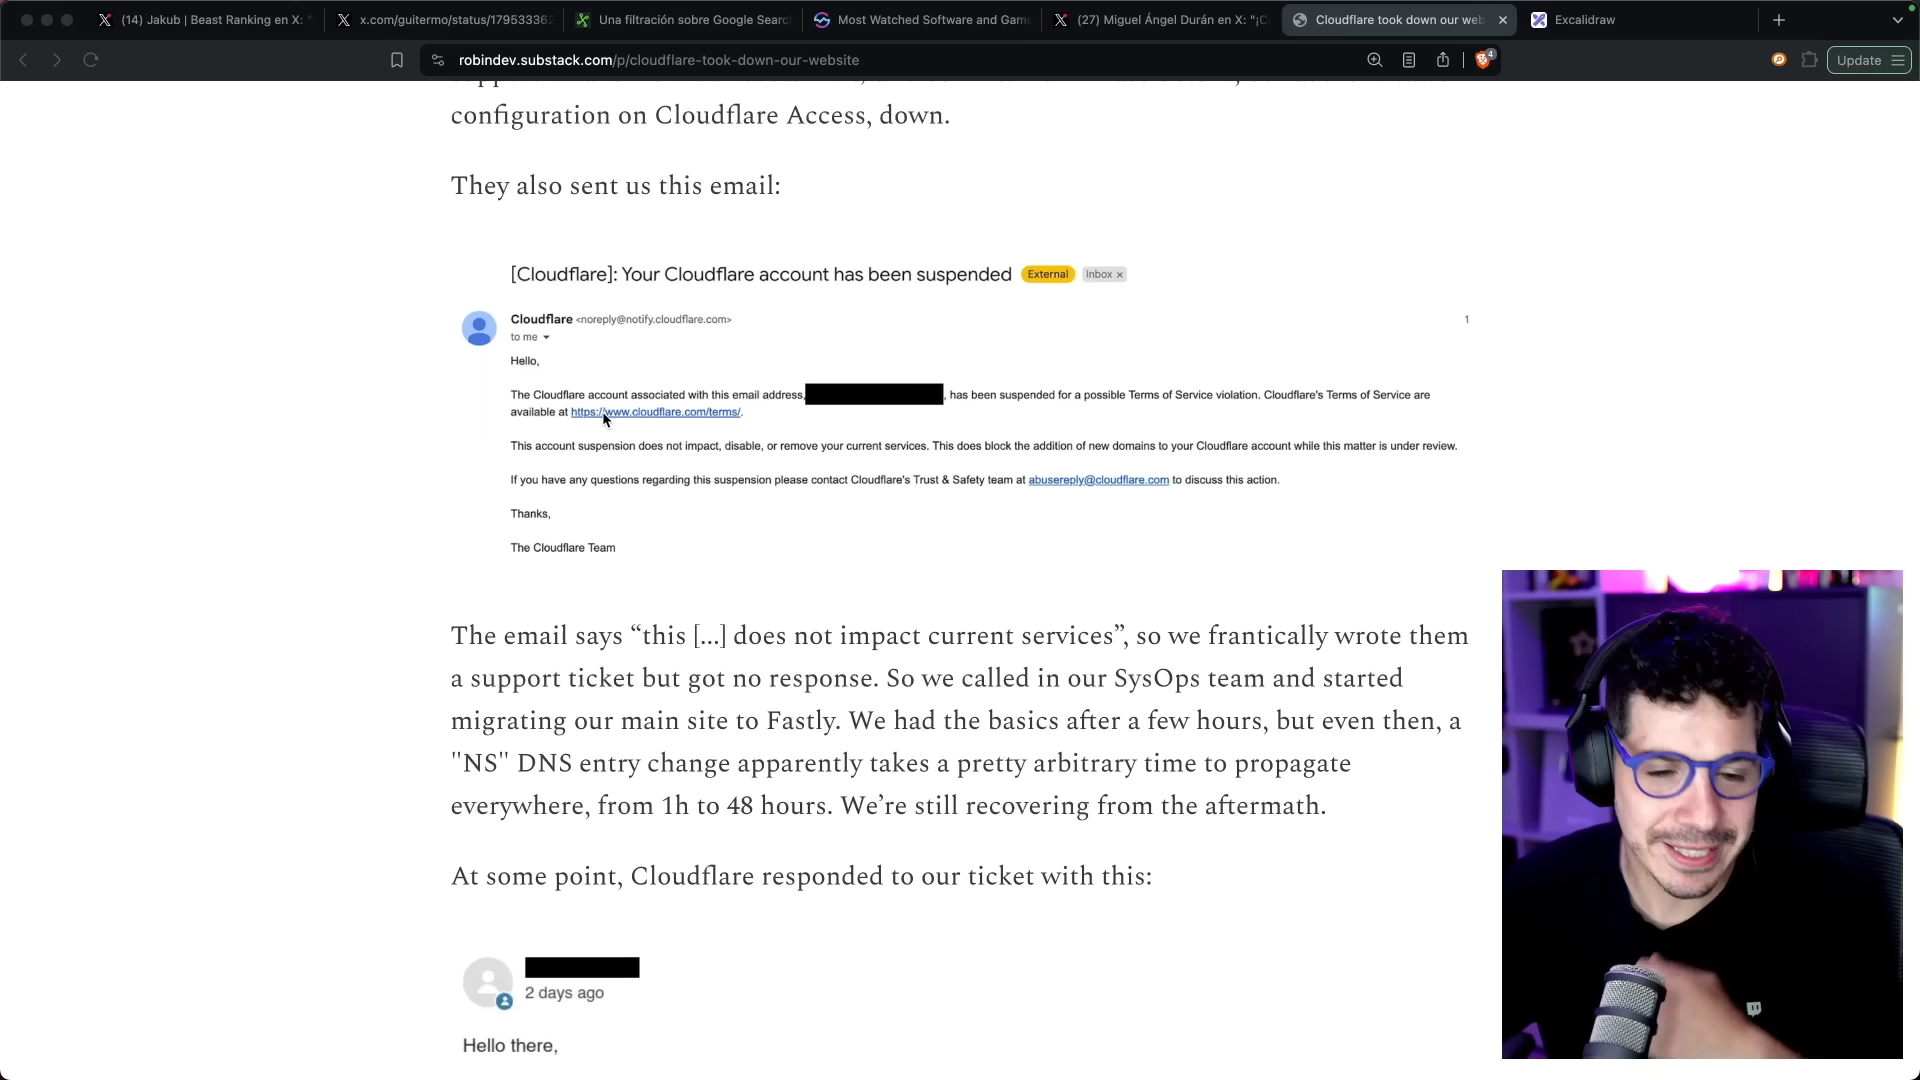 (14) Jakub | Beast Ranking en X: "
x.com/guitermo/status/179533336
Una filtración sobre Google Searc
Most Watched Software and Game
(27) Miguel Ángel Durán en X: "¡C
Cloudflare took down our web
Excalidraw
robindev.substack.com/p/cloudflare-took-down-our-website
4
Update
configuration on Cloudflare Access, down.
They also sent us this email:
[Cloudflare]: Your Cloudflare account has been suspended External Inbox ×
Cloudflare <noreply@notify.cloudflare.com> 1
to me
Hello,
The Cloudflare account associated with this email address, , has been suspended for a possible Terms of Service violation. Cloudflare's Terms of Service are
available at https://www.cloudflare.com/terms/.
This account suspension does not impact, disable, or remove your current services. This does block the addition of new domains to your Cloudflare account while this matter is under review.
If you have any questions regarding this suspension please contact Cloudflare's Trust & Safety team at abusereply@cloudflare.com to discuss this action.
Thanks,
The Cloudflare Team
The email says “this [...] does not impact current services”, so we frantically wrote them
a support ticket but got no response. So we called in our SysOps team and started
migrating our main site to Fastly. We had the basics after a few hours, but even then, a
"NS" DNS entry change apparently takes a pretty arbitrary time to propagate
everywhere, from 1h to 48 hours. We’re still recovering from the aftermath.
At some point, Cloudflare responded to our ticket with this:
2 days ago
Hello there,